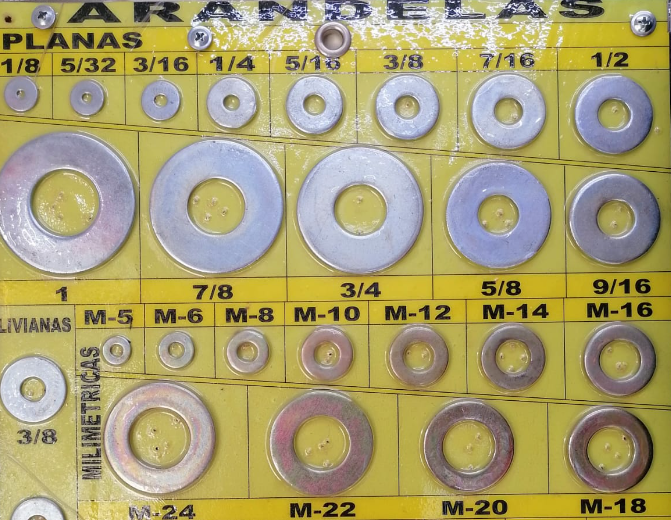 ARANDELAS
PLANAS
1/8 5/32 3/16 1/4 5/16 3/8 7/16 1/2
1 7/8 3/4 5/8 9/16
LIVIANAS
3/8
MILIMETRICAS
M-5 M-6 M-8 M-10 M-12 M-14 M-16
M-24 M-22 M-20 M-18